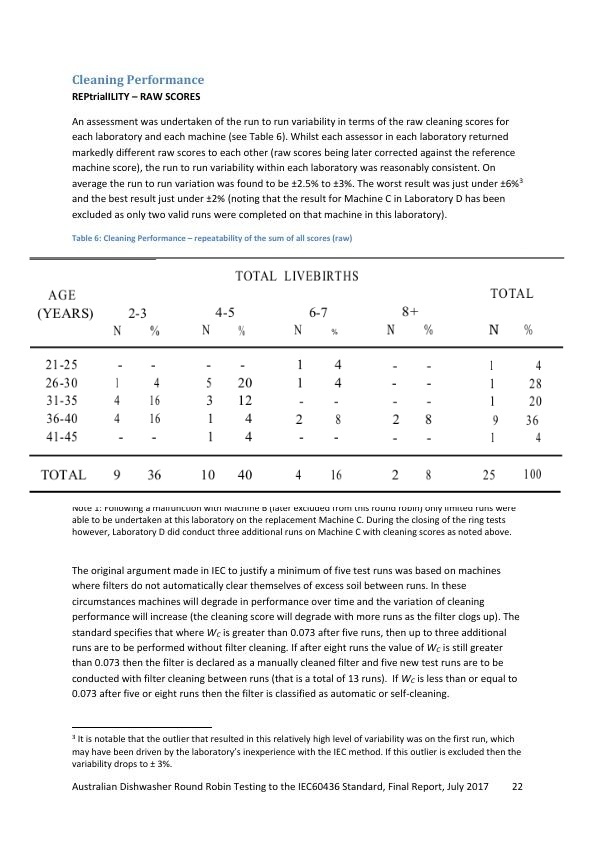 Cleaning Performance
REPtrialILITY – RAW SCORES
An assessment was undertaken of the run to run variability in terms of the raw cleaning scores for
each laboratory and each machine (see Table 6). Whilst each assessor in each laboratory returned
markedly different raw scores to each other (raw scores being later corrected against the reference
machine score), the run to run variability within each laboratory was reasonably consistent. On
average the run to run variation was found to be ±2.5% to ±3%. The worst result was just under ±6%3
and the best result just under ±2% (noting that the result for Machine C in Laboratory D has been
excluded as only two valid runs were completed on that machine in this laboratory).
Table 6: Cleaning Performance – repeatability of the sum of all scores (raw)
TOTAL LIVEBIRTHS
AGE (YEARS) 2-3 4-5 6-7 8+ TOTAL
N % N % N % N % N %
21-25 - - - - 1 4 - - 1 4
26-30 1 4 5 20 1 4 - - 1 28
31-35 4 16 3 12 - - - - 1 20
36-40 4 16 1 4 2 8 2 8 9 36
41-45 - - 1 4 - - - - 1 4
TOTAL 9 36 10 40 4 16 2 8 25 100
Note 1: Following a malfunction with Machine B (later excluded from this round robin) only limited runs were
able to be undertaken at this laboratory on the replacement Machine C. During the closing of the ring tests
however, Laboratory D did conduct three additional runs on Machine C with cleaning scores as noted above.
The original argument made in IEC to justify a minimum of five test runs was based on machines
where filters do not automatically clear themselves of excess soil between runs. In these
circumstances machines will degrade in performance over time and the variation of cleaning
performance will increase (the cleaning score will degrade with more runs as the filter clogs up). The
standard specifies that where WC is greater than 0.073 after five runs, then up to three additional
runs are to be performed without filter cleaning. If after eight runs the value of WC is still greater
than 0.073 then the filter is declared as a manually cleaned filter and five new test runs are to be
conducted with filter cleaning between runs (that is a total of 13 runs). If WC is less than or equal to
0.073 after five or eight runs then the filter is classified as automatic or self-cleaning.
3 It is notable that the outlier that resulted in this relatively high level of variability was on the first run, which
may have been driven by the laboratory's inexperience with the IEC method. If this outlier is excluded then the
variability drops to ± 3%.
Australian Dishwasher Round Robin Testing to the IEC60436 Standard, Final Report, July 2017 22